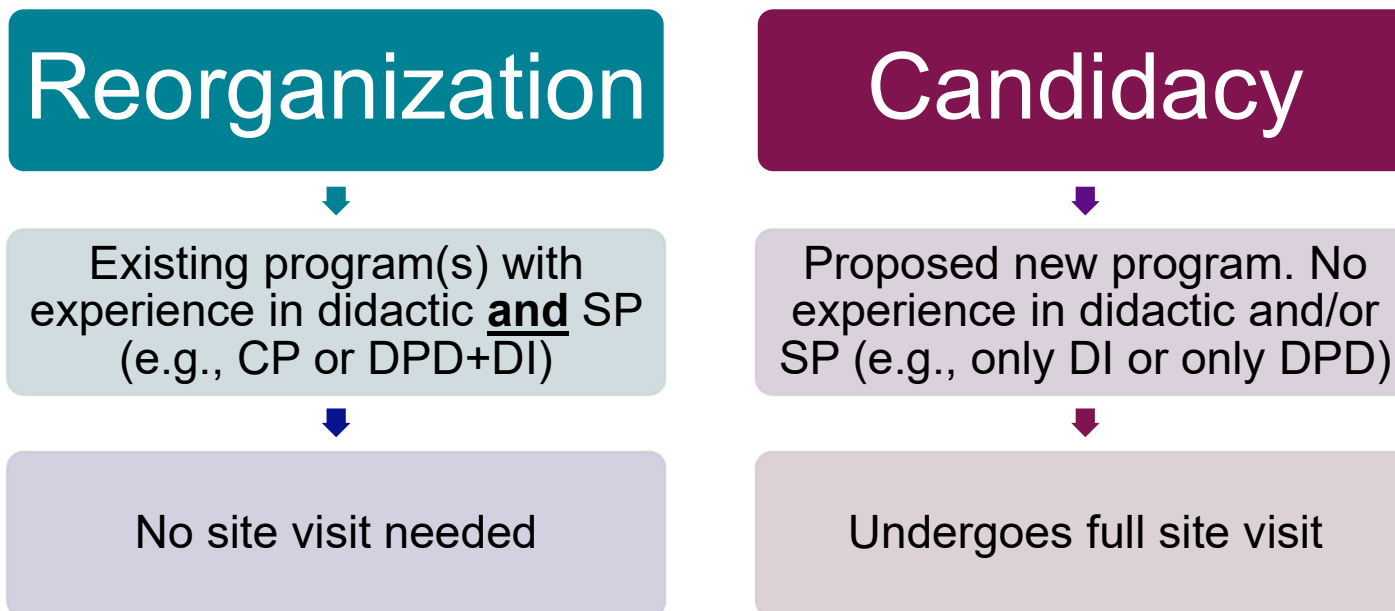 Reorganization
Existing program(s) with
experience in didactic and SP
(e.g., CP or DPD+DI)
No site visit needed
Candidacy
Proposed new program. No
experience in didactic and/or
SP (e.g., only DI or only DPD)
Undergoes full site visit